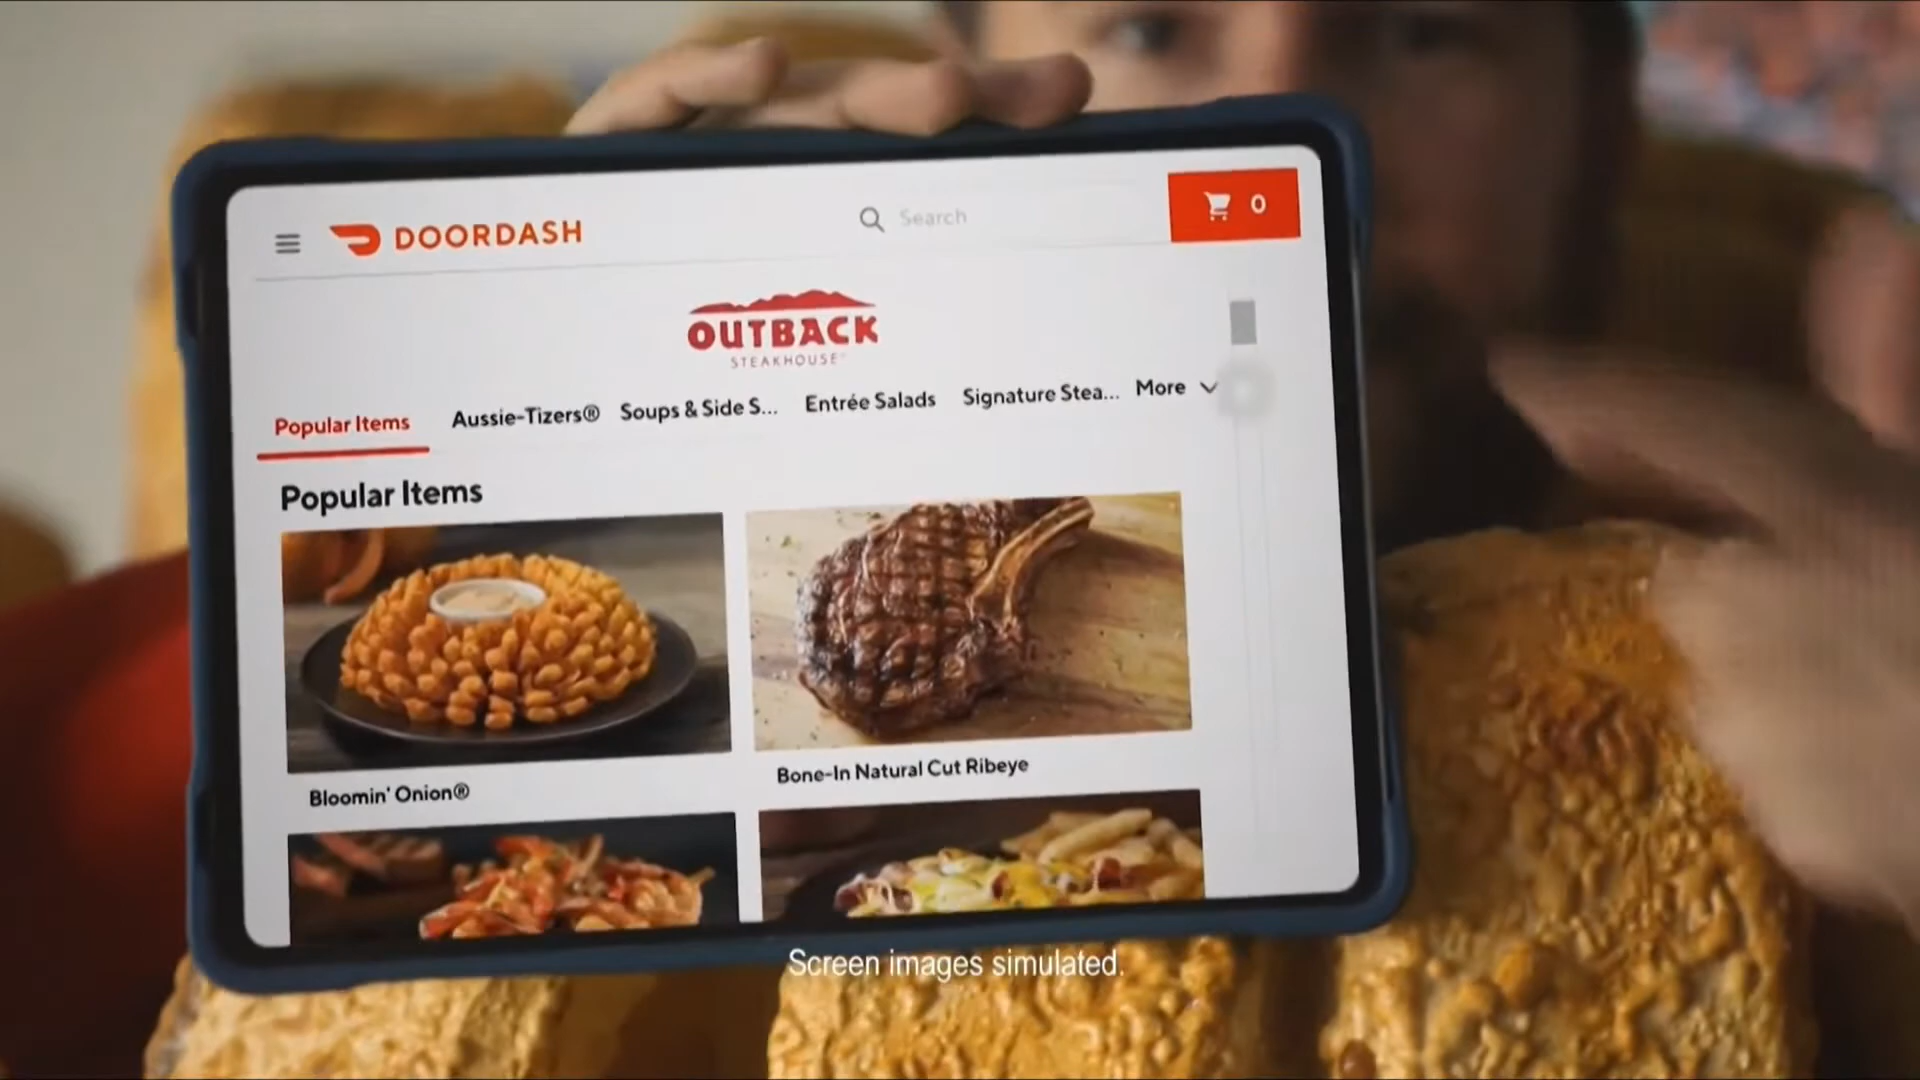 DOORDASH
Search
0
OUTBACK
STEAKHOUSE®
Popular Items
Aussie-Tizers®
Soups & Side S...
Entrée Salads
Signature Stea...
More
Popular Items
Bloomin' Onion®
Bone-In Natural Cut Ribeye
Screen images simulated.